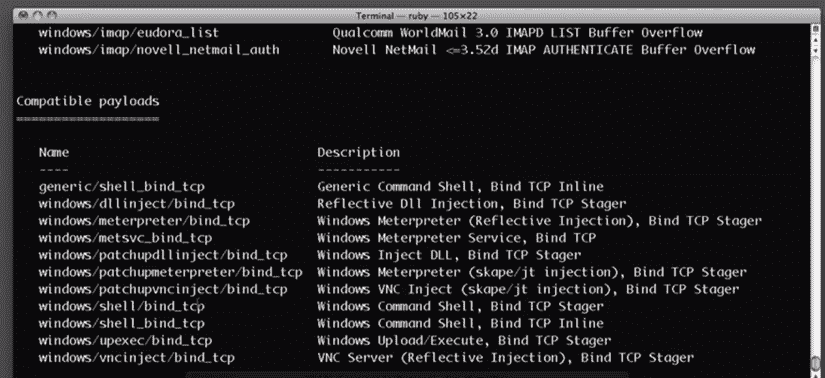 Terminal — ruby — 105×22
windows/imap/eudora_list Qualcomm WorldMail 3.0 IMAPD LIST Buffer Overflow
windows/imap/novell_netmail_auth Novell NetMail <=3.52d IMAP AUTHENTICATE Buffer Overflow
Compatible payloads
===================
Name Description
---- -----------
generic/shell_bind_tcp Generic Command Shell, Bind TCP Inline
windows/dllinject/bind_tcp Reflective Dll Injection, Bind TCP Stager
windows/meterpreter/bind_tcp Windows Meterpreter (Reflective Injection), Bind TCP Stager
windows/metsvc_bind_tcp Windows Meterpreter Service, Bind TCP
windows/patchupdllinject/bind_tcp Windows Inject DLL, Bind TCP Stager
windows/patchupmeterpreter/bind_tcp Windows Meterpreter (skape/jt injection), Bind TCP Stager
windows/patchupvncinject/bind_tcp Windows VNC Inject (skape/jt injection), Bind TCP Stager
windows/shell/bind_tcp Windows Command Shell, Bind TCP Stager
windows/shell_bind_tcp Windows Command Shell, Bind TCP Inline
windows/upexec/bind_tcp Windows Upload/Execute, Bind TCP Stager
windows/vncinject/bind_tcp VNC Server (Reflective Injection), Bind TCP Stager